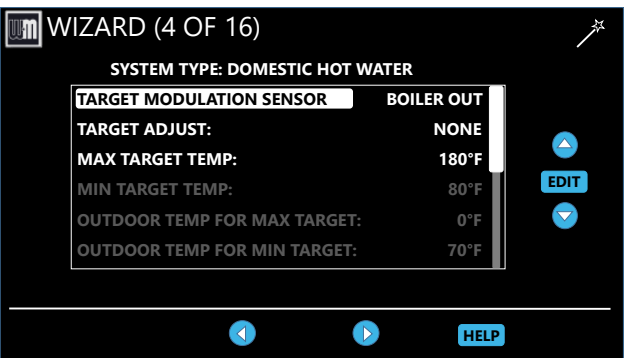 Wm WIZARD (4 OF 16)
SYSTEM TYPE: DOMESTIC HOT WATER
TARGET MODULATION SENSOR BOILER OUT
TARGET ADJUST: NONE
MAX TARGET TEMP: 180°F
MIN TARGET TEMP: 80°F
OUTDOOR TEMP FOR MAX TARGET: 0°F
OUTDOOR TEMP FOR MIN TARGET: 70°F
EDIT
HELP